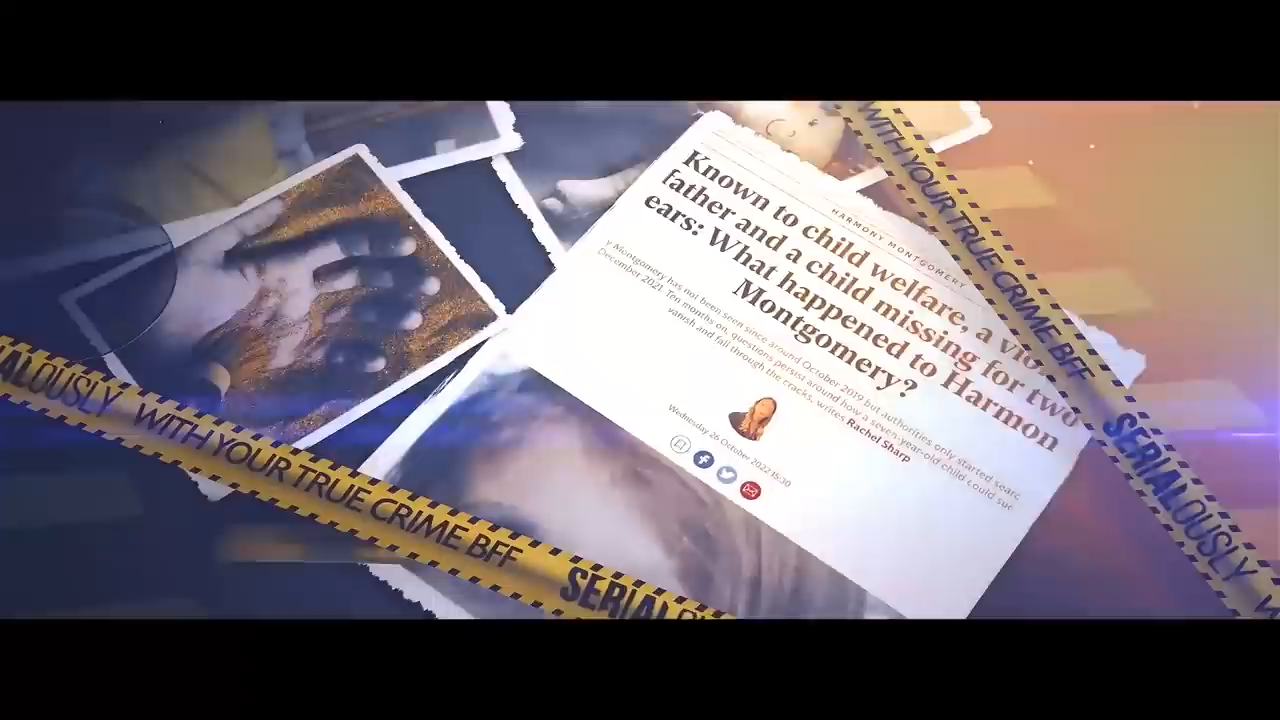 HARMONY MONTGOMERY
Known to child welfare, a vio
father and a child missing for two
ears: What happened to Harmon
Montgomery?
y Montgomery has not been seen since around October 2019 but authorities only started searc
December 2021. Ten months on, questions persist around how a seven-year-old child could suc
vanish and fall through the cracks, writes Rachel Sharp
Wednesday 26 October 2022 15:30
WITH YOUR TRUE CRIME BFF
SERIALOUSLY
ALOUSLY WITH YOUR TRUE CRIME BFF SERIALOU